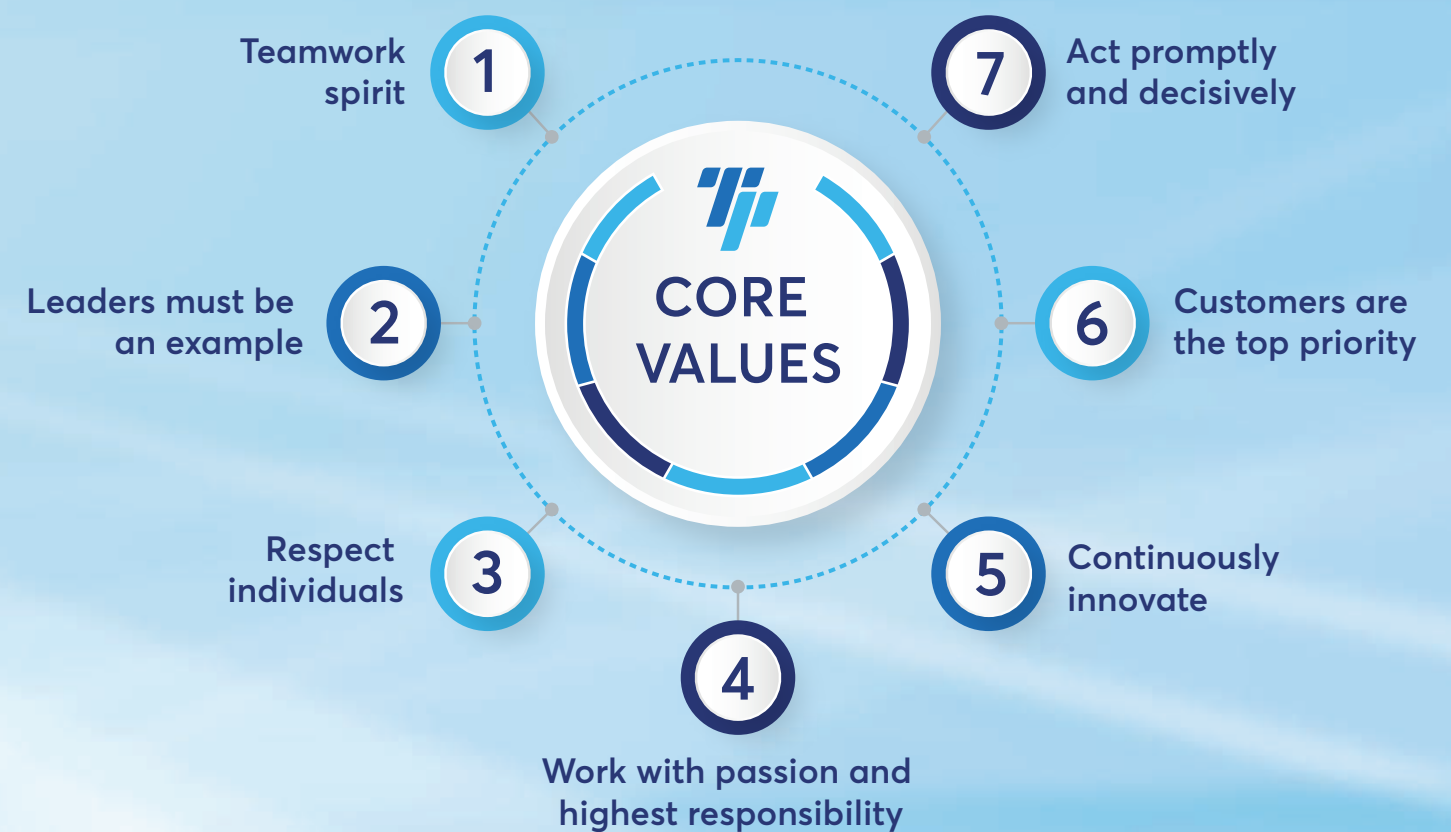 CORE
VALUES
1
Teamwork
spirit
2
Leaders must be
an example
3
Respect
individuals
4
Work with passion and
highest responsibility
5
Continuously
innovate
6
Customers are
the top priority
7
Act promptly
and decisively